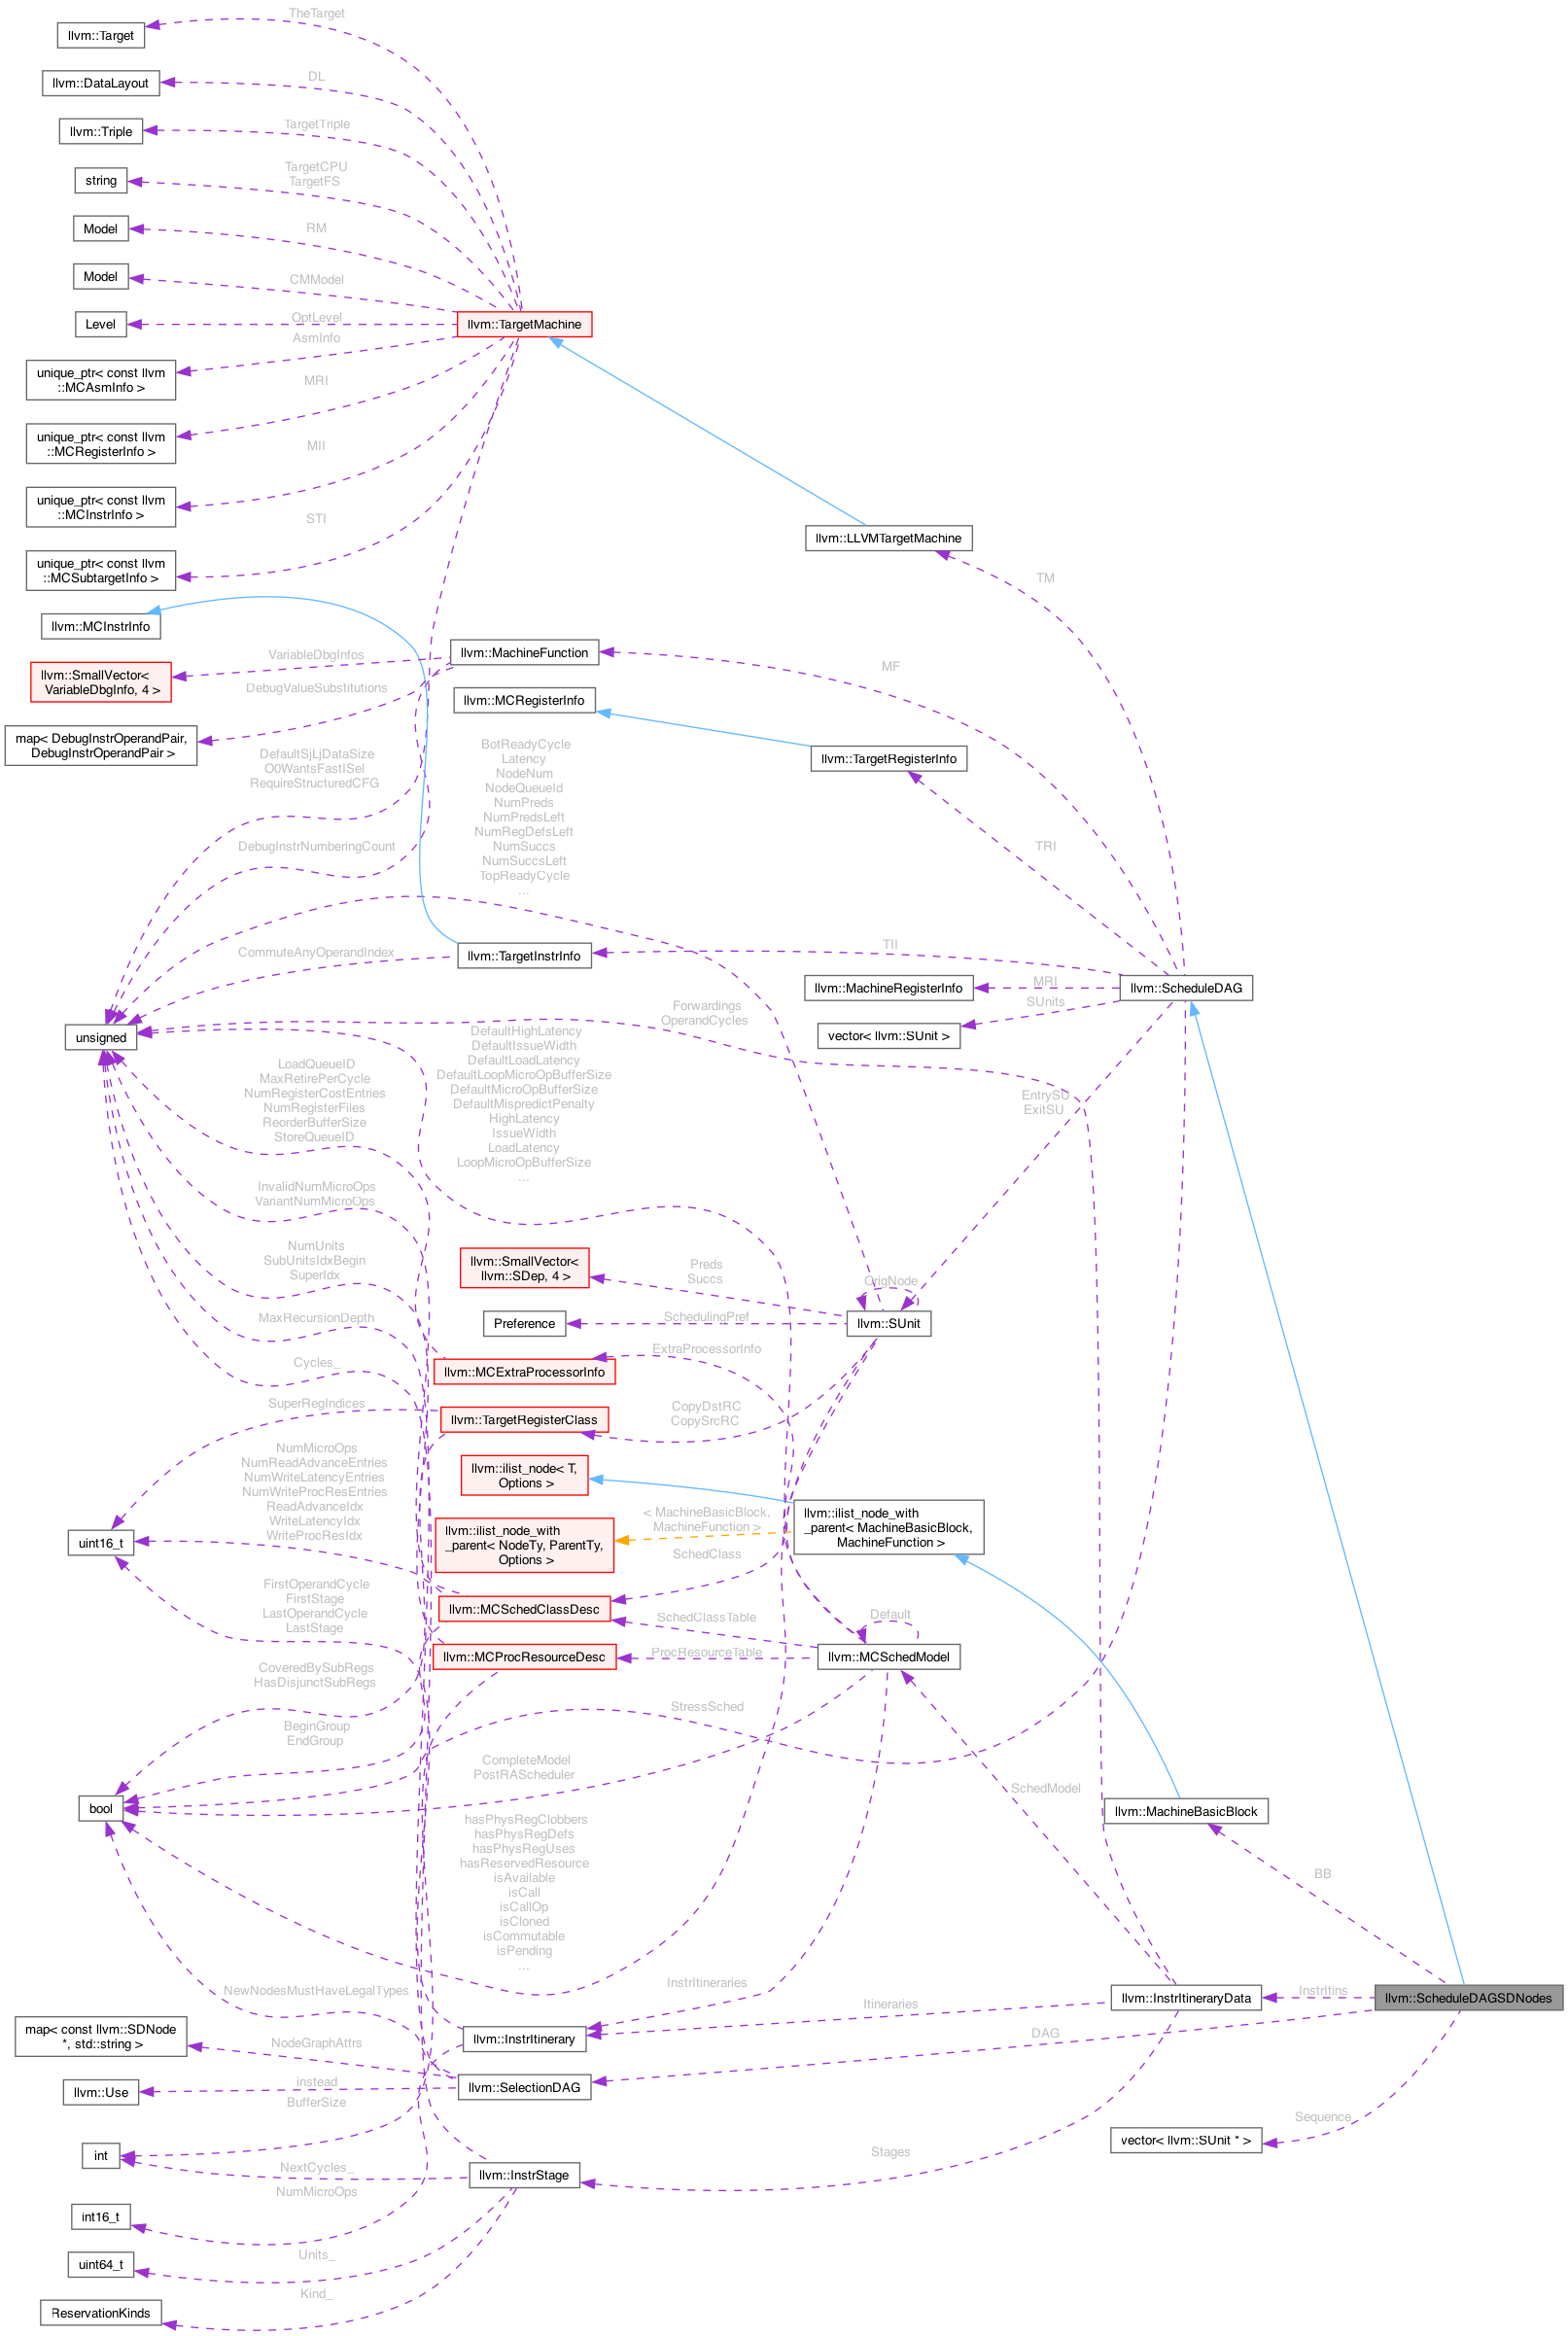 TheTarget
llvm::Target
DL
llvm::DataLayout
TargetTriple
llvm::Triple
TargetCPU
TargetFS
string
RM
Model
CMModel
Model
OptLevel
Level
llvm::TargetMachine
AsmInfo
unique_ptr< const llvm
::MCAsmInfo >
MRI
unique_ptr< const llvm
::MCRegisterInfo >
MII
unique_ptr< const llvm
::MCInstrInfo >
STI
unique_ptr< const llvm
::MCSubtargetInfo >
llvm::LLVMTargetMachine
TM
llvm::MCInstrInfo
VariableDbgInfos
llvm::MachineFunction
MF
llvm::SmallVector<
VariableDbgInfo, 4 >
DebugValueSubstitutions
llvm::MCRegisterInfo
map< DebugInstrOperandPair,
DebugInstrOperandPair >
llvm::TargetRegisterInfo
DefaultSjLjDataSize
O0WantsFastISel
RequireStructuredCFG
BotReadyCycle
Latency
NodeNum
NodeQueueId
NumPreds
NumPredsLeft
NumRegDefsLeft
NumSuccs
NumSuccsLeft
TopReadyCycle
...
DebugInstrNumberingCount
TRI
CommuteAnyOperandIndex
llvm::TargetInstrInfo
TII
llvm::MachineRegisterInfo
MRI
llvm::ScheduleDAG
SUnits
vector< llvm::SUnit >
Forwardings
OperandCycles
unsigned
DefaultHighLatency
DefaultIssueWidth
DefaultLoadLatency
DefaultLoopMicroOpBufferSize
DefaultMicroOpBufferSize
DefaultMispredictPenalty
HighLatency
IssueWidth
LoadLatency
LoopMicroOpBufferSize
...
LoadQueueID
MaxRetirePerCycle
NumRegisterCostEntries
NumRegisterFiles
ReorderBufferSize
StoreQueueID
EntrySU
ExitSU
InvalidNumMicroOps
VariantNumMicroOps
NumUnits
SubUnitsIdxBegin
SuperIdx
llvm::SmallVector<
llvm::SDep, 4 >
Preds
Succs
OrigNode
MaxRecursionDepth
Preference
SchedulingPref
llvm::SUnit
Cycles_
llvm::MCExtraProcessorInfo
ExtraProcessorInfo
SuperRegIndices
llvm::TargetRegisterClass
CopyDstRC
CopySrcRC
NumMicroOps
NumReadAdvanceEntries
NumWriteLatencyEntries
NumWriteProcResEntries
ReadAdvanceIdx
WriteLatencyIdx
WriteProcResIdx
llvm::ilist_node< T,
Options >
uint16_t
llvm::ilist_node_with
_parent< NodeTy, ParentTy,
Options >
< MachineBasicBlock,
MachineFunction >
llvm::ilist_node_with
_parent< MachineBasicBlock,
MachineFunction >
SchedClass
FirstOperandCycle
FirstStage
LastOperandCycle
LastStage
llvm::MCSchedClassDesc
SchedClassTable
Default
llvm::MCProcResourceDesc
ProcResourceTable
llvm::MCSchedModel
CoveredBySubRegs
HasDisjunctSubRegs
StressSched
BeginGroup
EndGroup
CompleteModel
PostRAScheduler
SchedModel
bool
llvm::MachineBasicBlock
hasPhysRegClobbers
hasPhysRegDefs
hasPhysRegUses
hasReservedResource
isAvailable
isCall
isCallOp
isCloned
isCommutable
isPending
...
BB
NewNodesMustHaveLegalTypes
InstrItineraries
llvm::InstrItineraryData
InstrItins
llvm::ScheduleDAGSDNodes
Itineraries
map< const llvm::SDNode
*, std::string >
NodeGraphAttrs
llvm::InstrItinerary
DAG
llvm::Use
instead
llvm::SelectionDAG
BufferSize
Sequence
int
vector< llvm::SUnit * >
Stages
NextCycles_
llvm::InstrStage
NumMicroOps
int16_t
Units_
uint64_t
Kind_
ReservationKinds